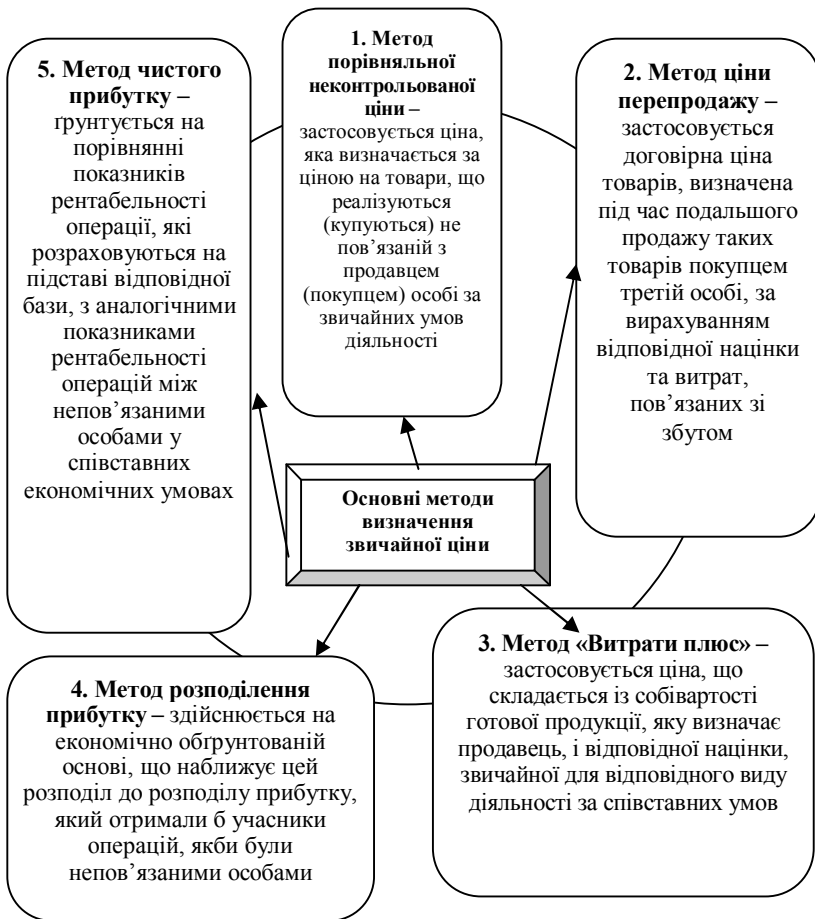 1. Метод
порівняльної
неконтрольованої
ціни –
застосовується ціна,
яка визначається за
ціною на товари, що
реалізуються
(купуються) не
пов’язаній з
продавцем
(покупцем) особі за
звичайних умов
діяльності
2. Метод ціни
перепродажу –
застосовується
договірна ціна
товарів, визначена
під час подальшого
продажу таких
товарів покупцем
третій особі, за
вирахуванням
відповідної націнки
та витрат,
пов’язаних зі
збутом
3. Метод «Витрати плюс» –
застосовується ціна, що
складається із собівартості
готової продукції, яку визначає
продавець, і відповідної націнки,
звичайної для відповідного виду
діяльності за співставних умов
4. Метод розподілення
прибутку – здійснюється на
економічно обґрунтованій
основі, що наближує цей
розподіл до розподілу прибутку,
який отримали б учасники
операцій, якби були
непов’язаними особами
5. Метод чистого
прибутку –
ґрунтується на
порівнянні
показників
рентабельності
операції, які
розраховуються на
підставі відповідної
бази, з аналогічними
показниками
рентабельності
операцій між
непов’язаними
особами у
співставних
економічних умовах
Основні методи
визначення
звичайної ціни